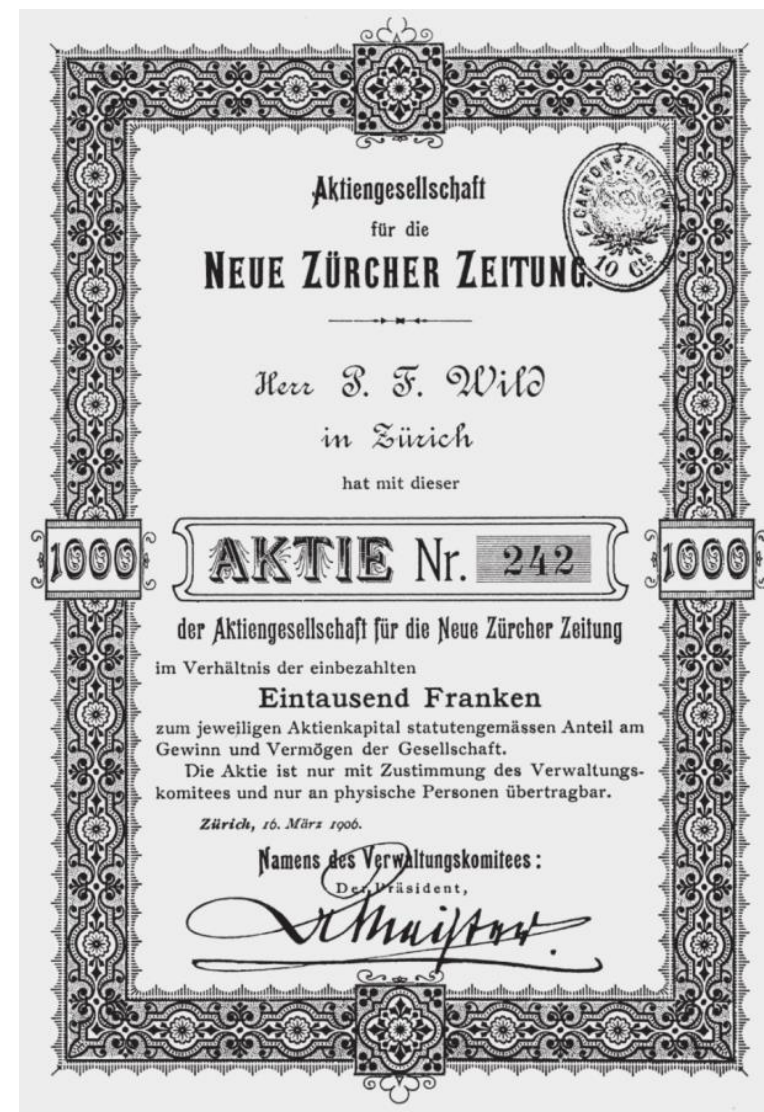 Aktiengesellschaft
für die
NEUE ZÜRCHER ZEITUNG.
CANTON ZÜRICH
10 Cts
Herr P. F. Wild
in Zürich
hat mit dieser
1000
AKTIE Nr. 242
1000
der Aktiengesellschaft für die Neue Zürcher Zeitung
im Verhältnis der einbezahlten
Eintausend Franken
zum jeweiligen Aktienkapital statutengemässen Anteil am
Gewinn und Vermögen der Gesellschaft.
Die Aktie ist nur mit Zustimmung des Verwaltungs-
komitees und nur an physische Personen übertragbar.
Zürich, 16. März 1906.
Namens des Verwaltungskomitees:
Der Präsident,